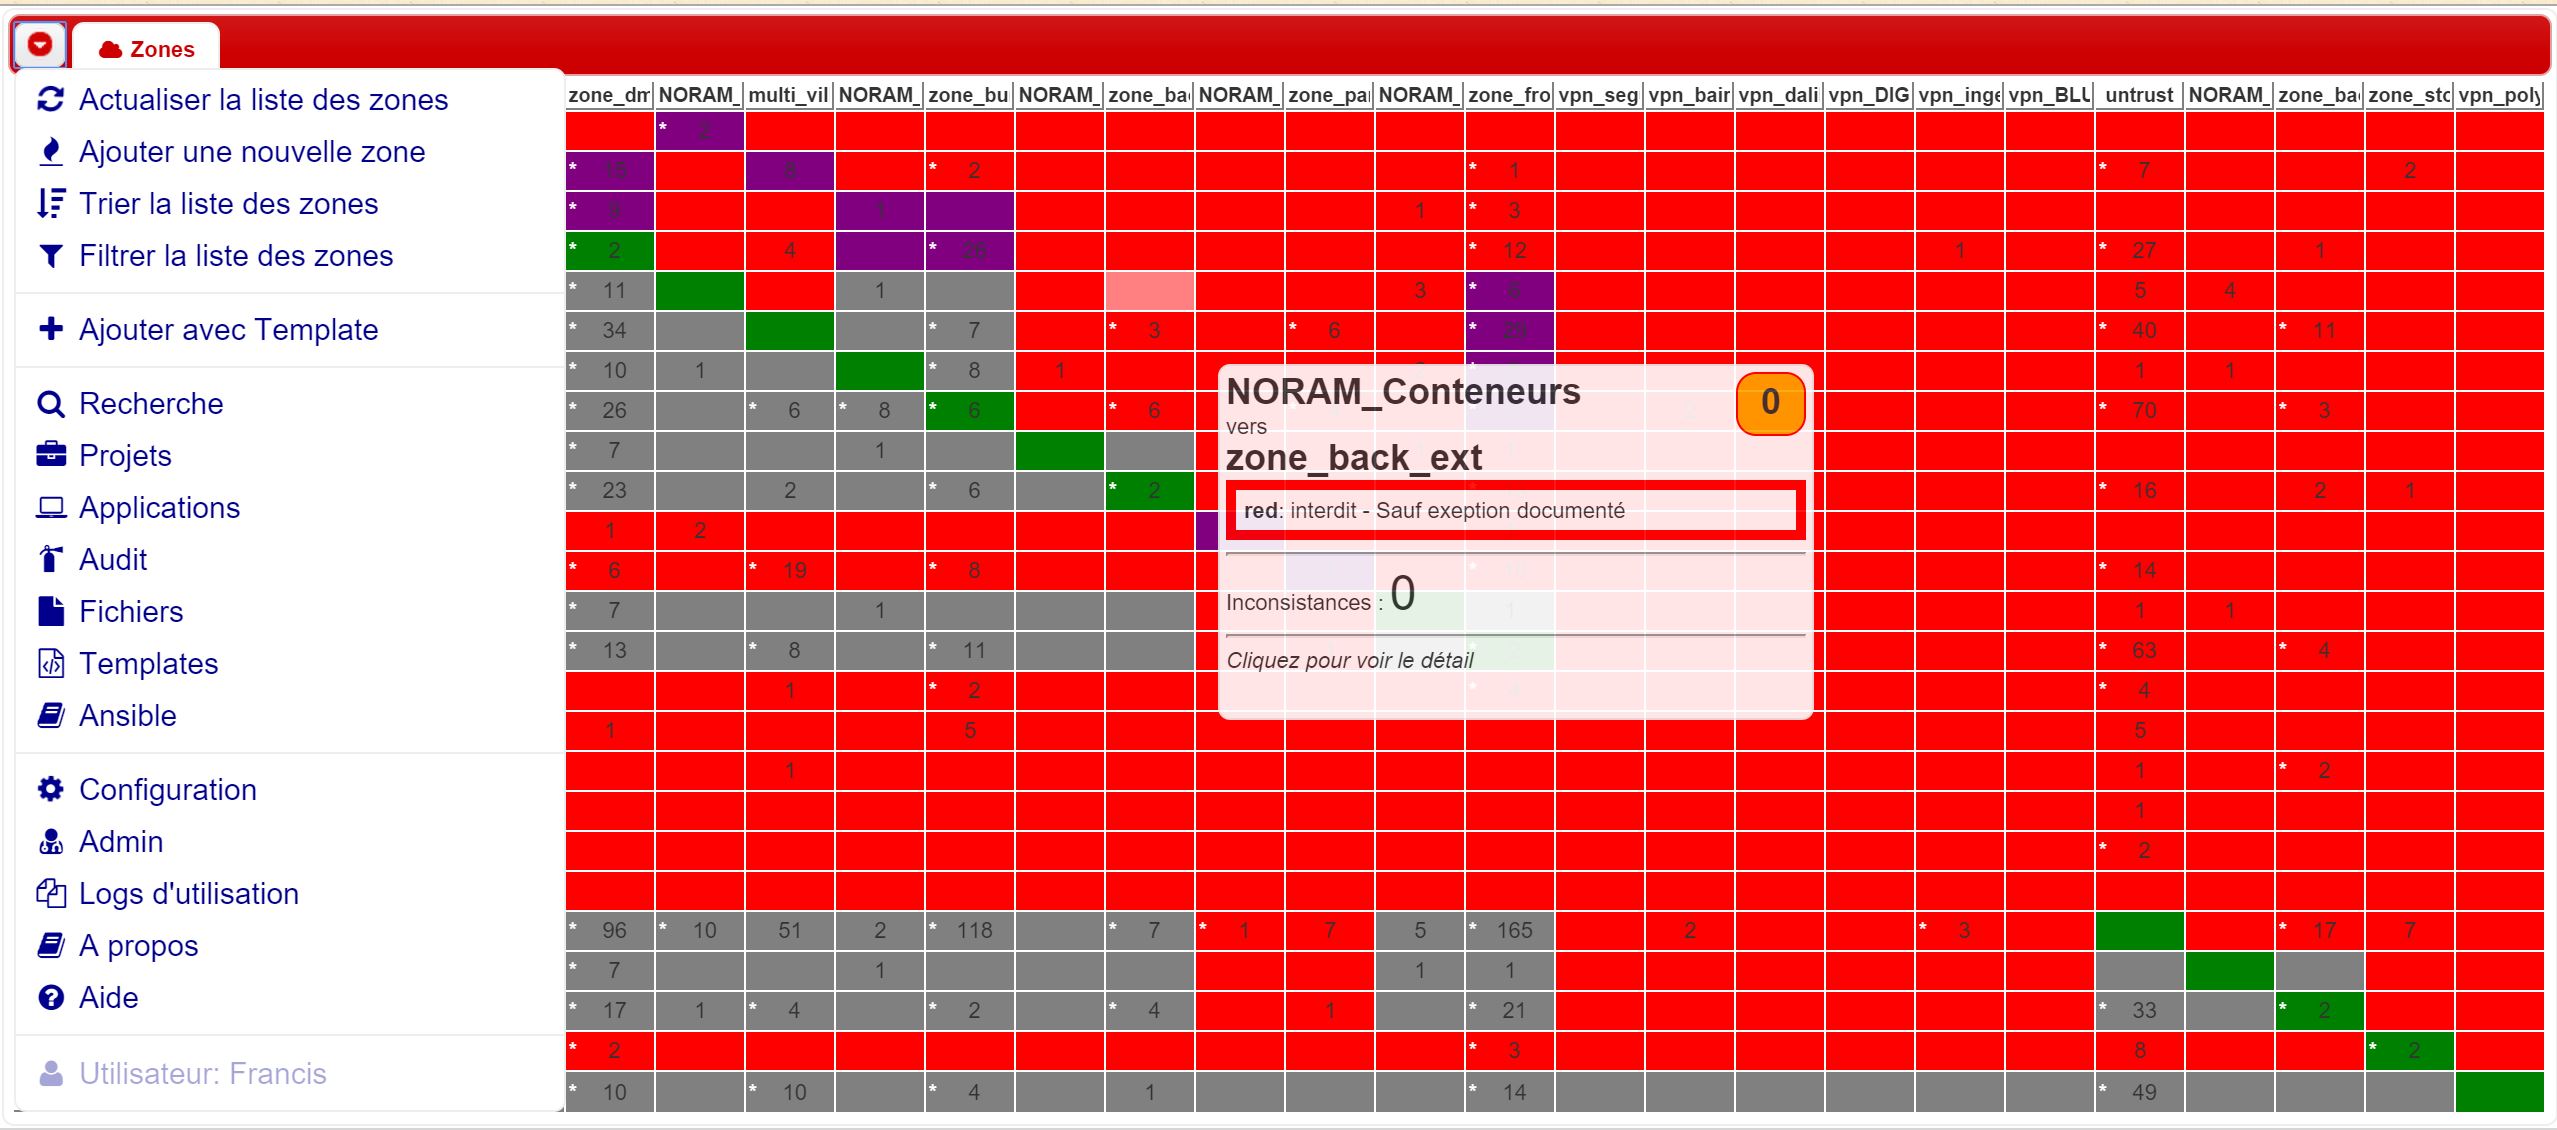 Zones
Actualiser la liste des zones
Ajouter une nouvelle zone
Trier la liste des zones
Filtrer la liste des zones
Ajouter avec Template
Recherche
Projets
Applications
Audit
Fichiers
Templates
Ansible
Configuration
Admin
Logs d'utilisation
A propos
Aide
Utilisateur: Francis
zone_dm NORAM_ multi_vil NORAM_ zone_bu NORAM_ zone_ba NORAM_ zone_pa NORAM_ zone_fro vpn_seg vpn_bair vpn_dali vpn_DIG vpn_inge vpn_BLU untrust NORAM_ zone_ba zone_sto vpn_poly
* 2
* 15 8 * 2 * 1 * 7 2
* 1 1 * 3
* 2 4 * 26 * 12 1 * 27 1
* 11 1 3 * 6 5 4
* 34 * 7 * 3 * 6 * 29 * 40 * 11
* 10 1 * 8 1 1 1
* 26 * 6 * 8 * 6 * 6 * 70 * 3
* 7 1
* 23 2 * 6 * 2 * 16 2 1
1 2
* 6 * 19 * 8 * 14
* 7 1 1 1
* 13 * 8 * 11 * 63 * 4
1 * 2 * 4
1 5 5
1 1 * 2
1
* 2
* 96 * 10 51 2 * 118 * 7 * 1 7 5 * 165 2 * 3 * 17 7
* 7 1 1 1
* 17 1 * 4 * 2 * 4 1 * 21 * 33 * 2
* 2 * 3 8 * 2
* 10 * 10 * 4 1 * 14 * 49
NORAM_Conteneurs
0
vers
zone_back_ext
red: interdit - Sauf exeption documenté
Inconsistances : 0
Cliquez pour voir le détail